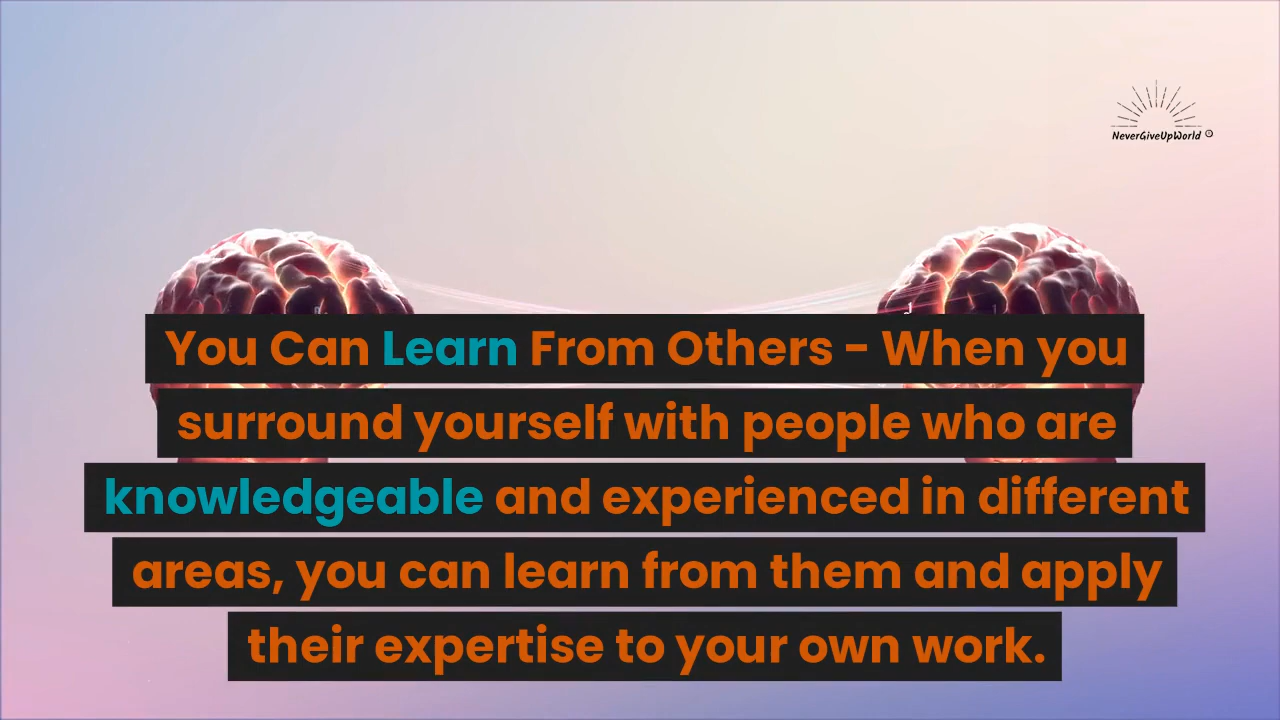 NeverGiveUpWorld
You Can Learn From Others - When you
surround yourself with people who are
knowledgeable and experienced in different
areas, you can learn from them and apply
their expertise to your own work.